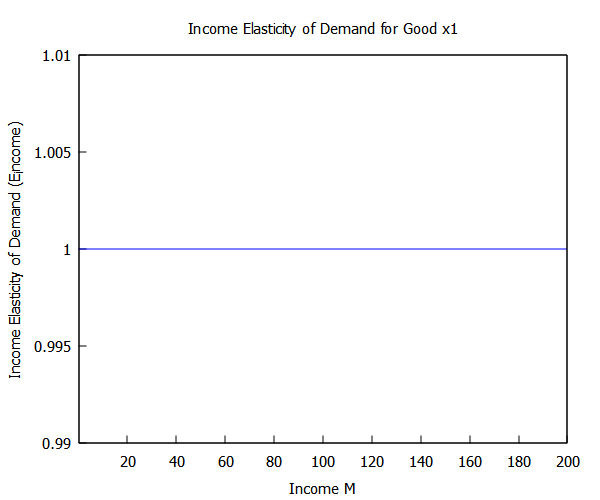 Income Elasticity of Demand for Good x1
1.01
1.005
1
0.995
0.99
Income Elasticity of Demand (Eᵢncome)
20 40 60 80 100 120 140 160 180 200
Income M